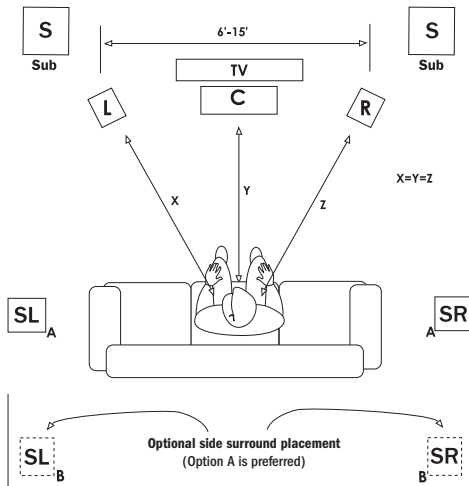 S
6'-15'
S
Sub
TV
Sub
L
C
R
X=Y=Z
X
Y
Z
SL
A
A
SR
Optional side surround placement
(Option A is preferred)
SL
B
B
SR